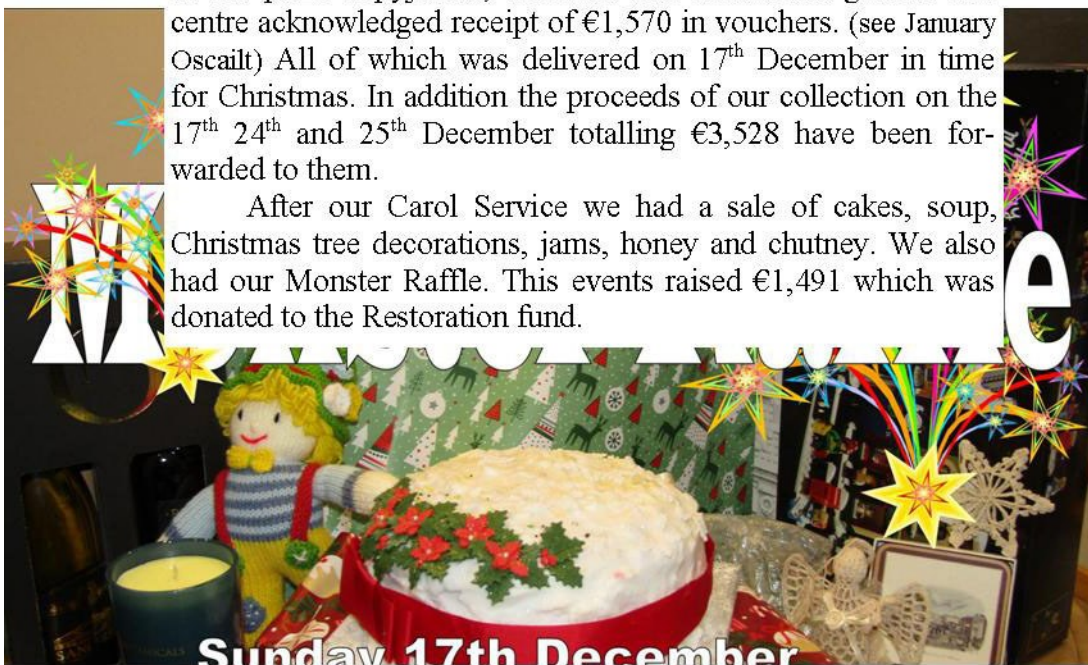 centre acknowledged receipt of €1,570 in vouchers. (see January
Oscailt) All of which was delivered on 17th December in time
for Christmas. In addition the proceeds of our collection on the
17th 24th and 25th December totalling €3,528 have been for-
warded to them.
After our Carol Service we had a sale of cakes, soup,
Christmas tree decorations, jams, honey and chutney. We also
had our Monster Raffle. This events raised €1,491 which was
donated to the Restoration fund.
Sunday 17th December